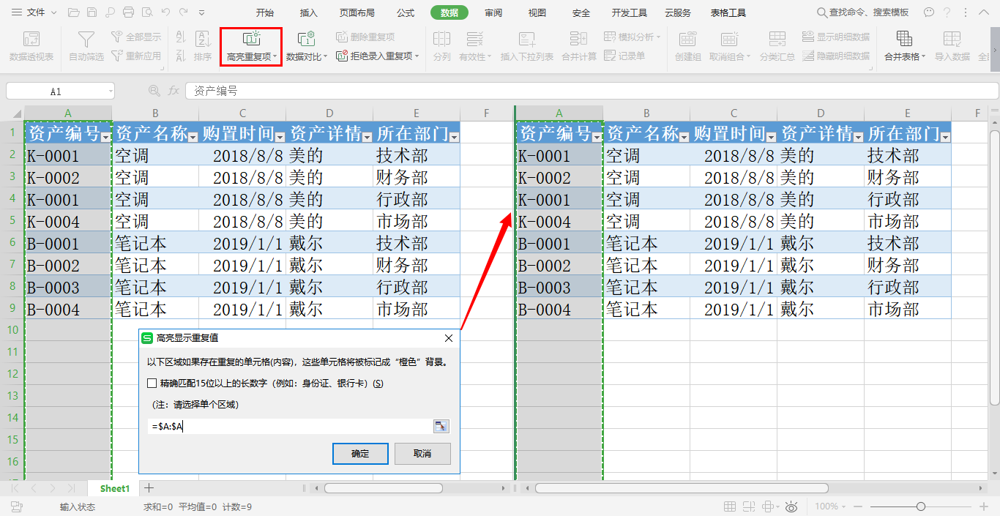 文件 开始 插入 页面布局 公式 数据 审阅 视图 安全 开发工具 云服务 表格工具 查找命令、搜索模板
全部显示 删除重复项 模拟分析 显示明细数据
重新应用 拒绝录入重复项 记录单 隐藏明细数据
数据透视表 自动筛选 排序 高亮重复项 数据对比 分列 有效性 插入下拉列表 合并计算 创建组 取消组合 分类汇总 合并表格 导入数据
A1 fx 资产编号
A B C D E F A B C D E F
1 资产编号 资产名称 购置时间 资产详情 所在部门 资产编号 资产名称 购置时间 资产详情 所在部门
2 K-0001 空调 2018/8/8 美的 技术部 K-0001 空调 2018/8/8 美的 技术部
3 K-0002 空调 2018/8/8 美的 财务部 K-0002 空调 2018/8/8 美的 财务部
4 K-0001 空调 2018/8/8 美的 行政部 K-0001 空调 2018/8/8 美的 行政部
5 K-0004 空调 2018/8/8 美的 市场部 K-0004 空调 2018/8/8 美的 市场部
6 B-0001 笔记本 2019/1/1 戴尔 技术部 B-0001 笔记本 2019/1/1 戴尔 技术部
7 B-0002 笔记本 2019/1/1 戴尔 财务部 B-0002 笔记本 2019/1/1 戴尔 财务部
8 B-0003 笔记本 2019/1/1 戴尔 行政部 B-0003 笔记本 2019/1/1 戴尔 行政部
9 B-0004 笔记本 2019/1/1 戴尔 市场部 B-0004 笔记本 2019/1/1 戴尔 市场部
10
11
12
13
14
15
16
高亮显示重复值
以下区域如果存在重复的单元格(内容)，这些单元格将被标记成“橙色”背景。
精确匹配15位以上的长数字（例如：身份证、银行卡）(S)
（注：请选择单个区域）
=$A:$A
确定 取消
Sheet1
输入状态 求和=0 平均值=0 计数=9 100%